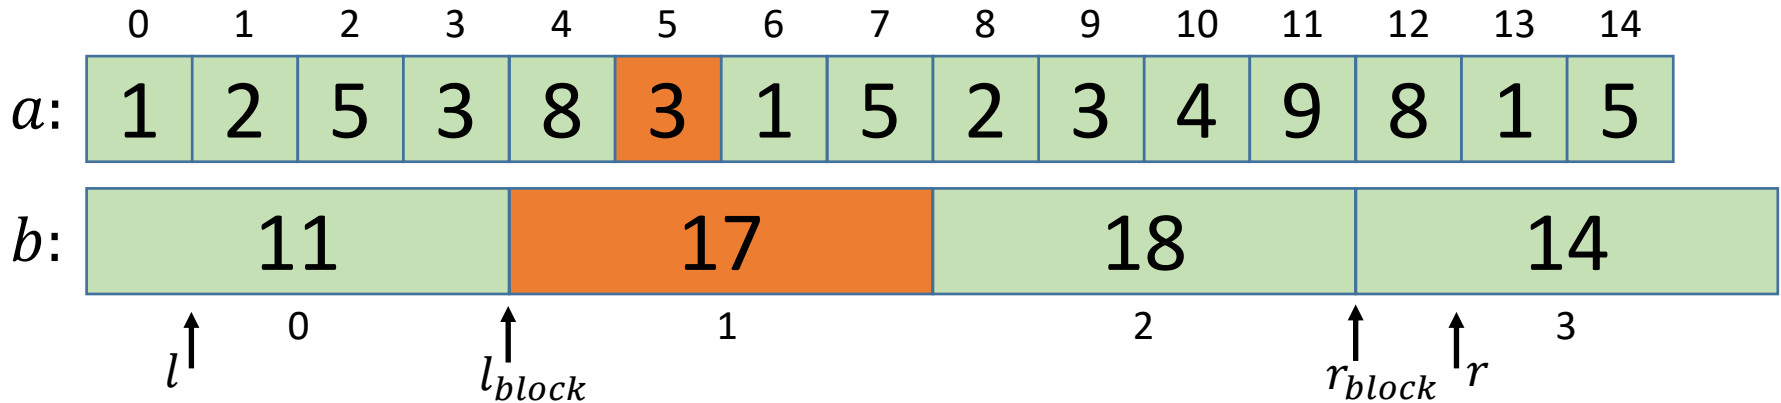 0 1 2 3 4 5 6 7 8 9 10 11 12 13 14
a: 1 2 5 3 8 3 1 5 2 3 4 9 8 1 5
b: 11 17 18 14
0 1 2 3
l l_block r_block r